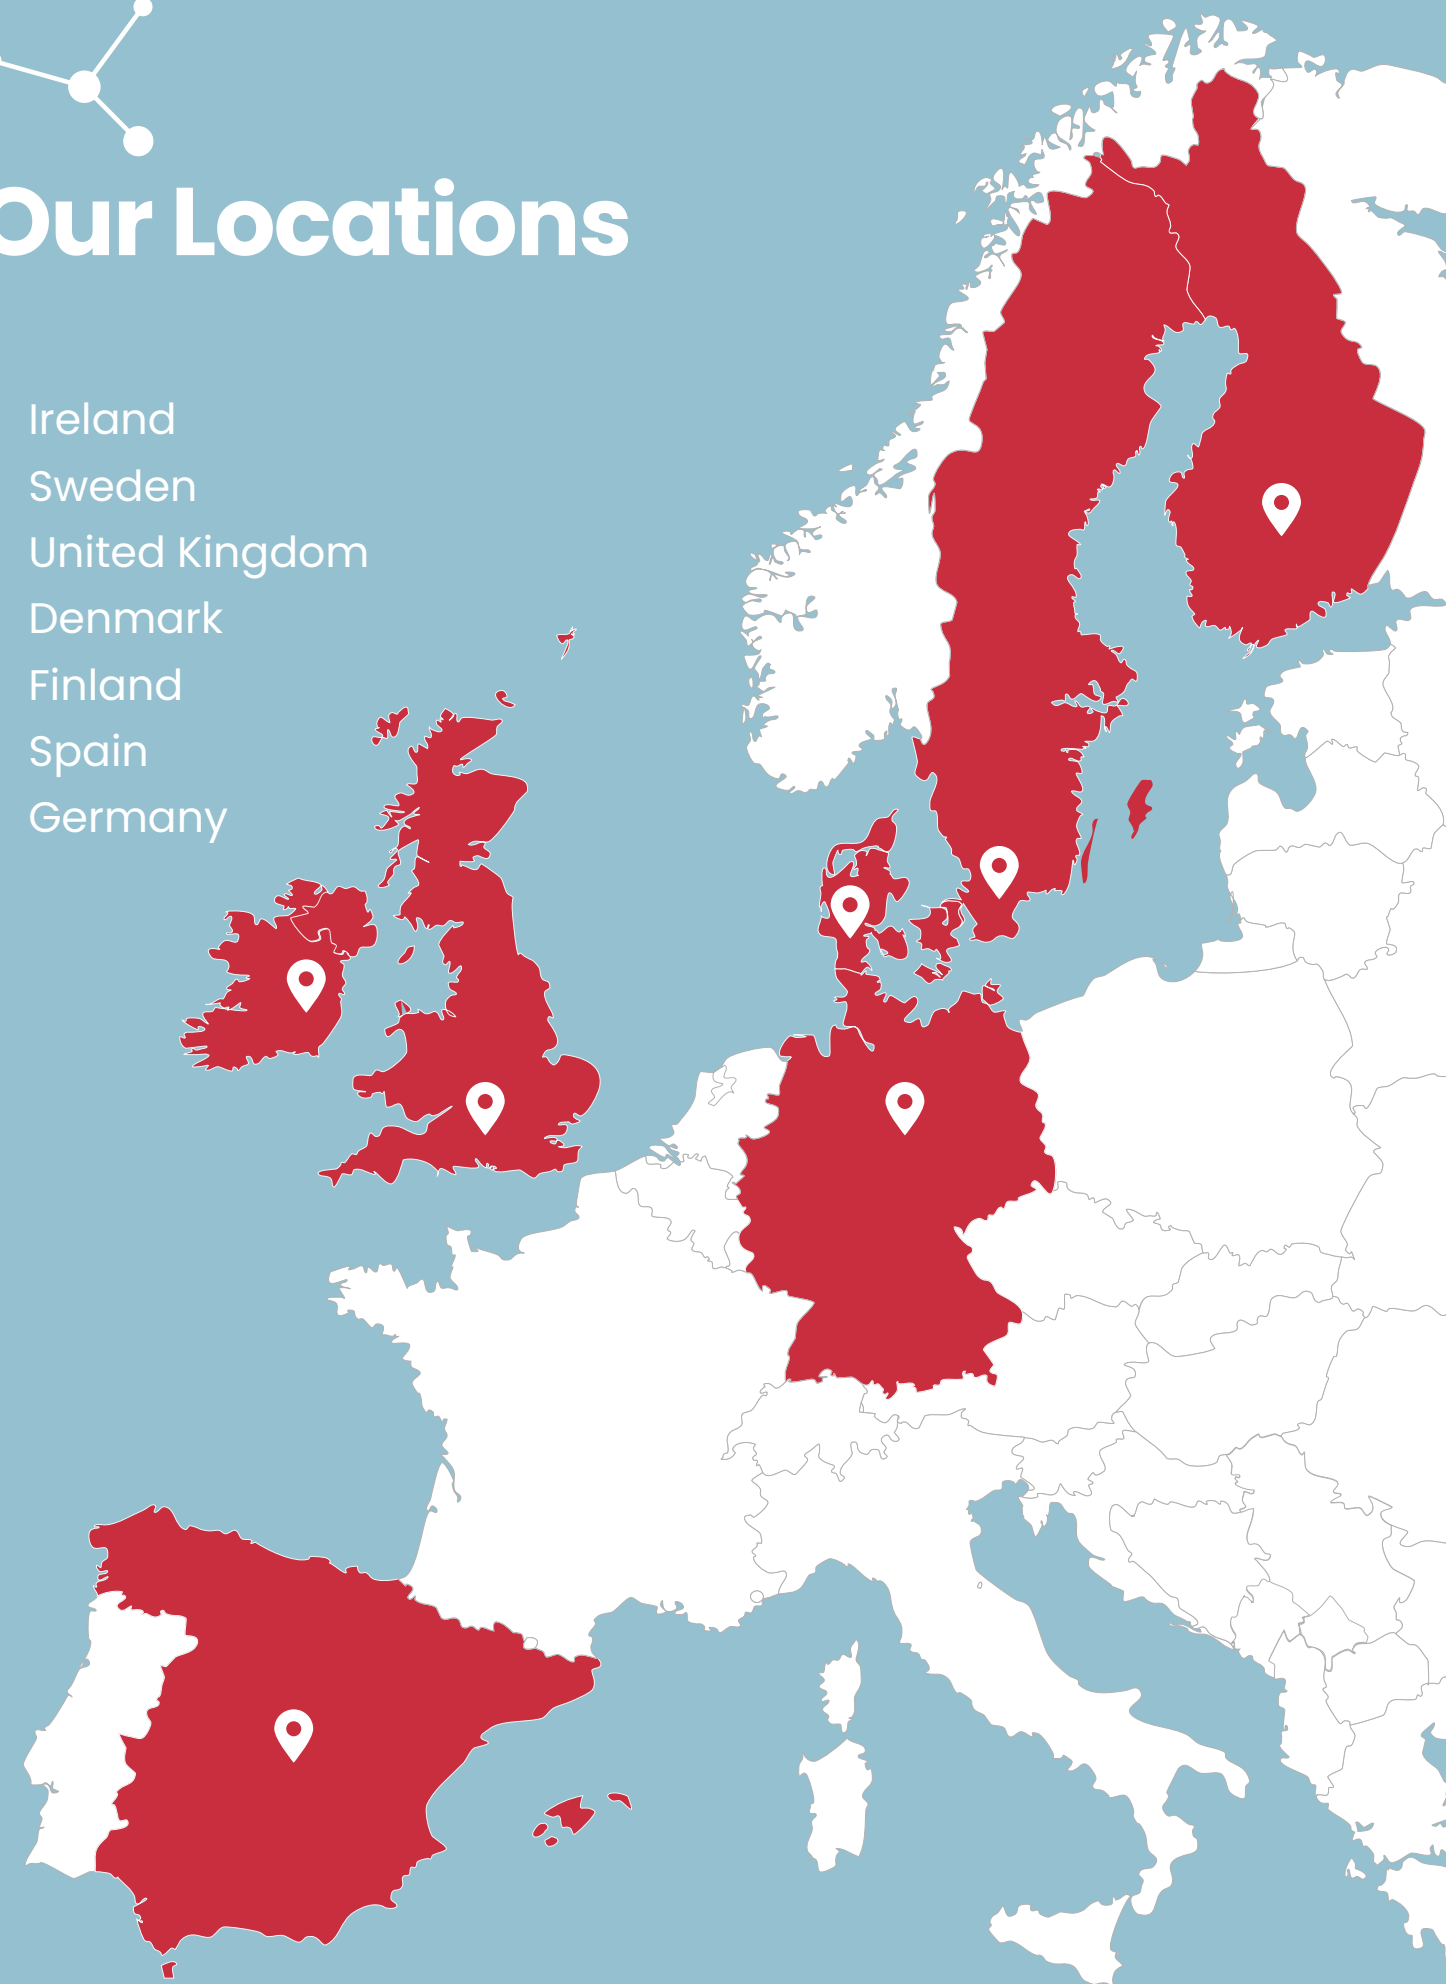 Our Locations
Ireland
Sweden
United Kingdom
Denmark
Finland
Spain
Germany